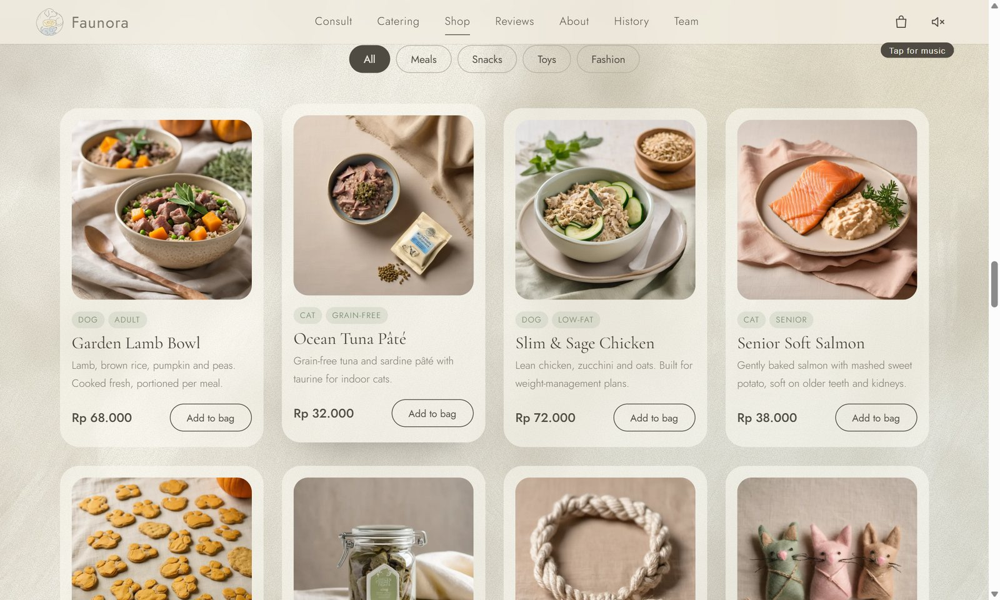 Faunora
Consult
Catering
Shop
Reviews
About
History
Team
Tap for music
All
Meals
Snacks
Toys
Fashion
DOG
ADULT
Garden Lamb Bowl
Lamb, brown rice, pumpkin and peas.
Cooked fresh, portioned per meal.
Rp 68.000
Add to bag
CAT
GRAIN-FREE
Ocean Tuna Pâté
Grain-free tuna and sardine pâté with
taurine for indoor cats.
Rp 32.000
Add to bag
DOG
LOW-FAT
Slim & Sage Chicken
Lean chicken, zucchini and oats. Built for
weight-management plans.
Rp 72.000
Add to bag
CAT
SENIOR
Senior Soft Salmon
Gently baked salmon with mashed sweet
potato, soft on older teeth and kidneys.
Rp 38.000
Add to bag